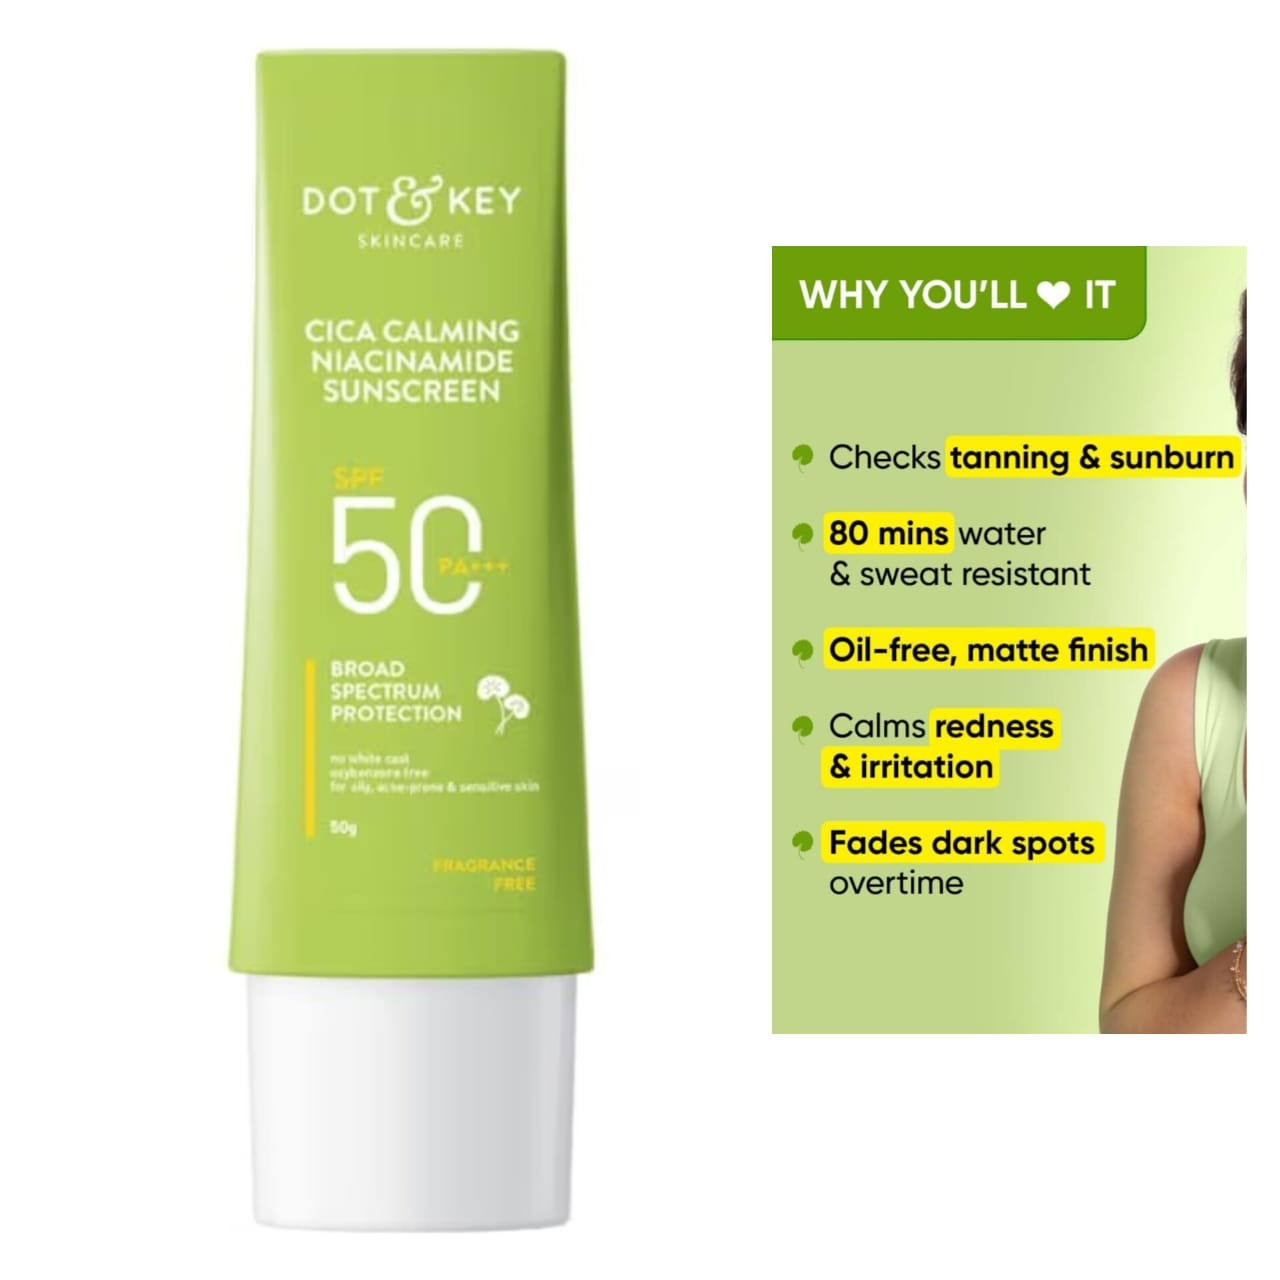 DOT & KEY
SKINCARE
CICA CALMING
NIACINAMIDE
SUNSCREEN
SPF
50
PA+++
BROAD
SPECTRUM
PROTECTION
no white cast
oxybenzone free
for oily, acne-prone & sensitive skin
50g
FRAGRANCE
FREE
WHY YOU'LL ♥ IT
Checks tanning & sunburn
80 mins water
& sweat resistant
Oil-free, matte finish
Calms redness
& irritation
Fades dark spots
overtime